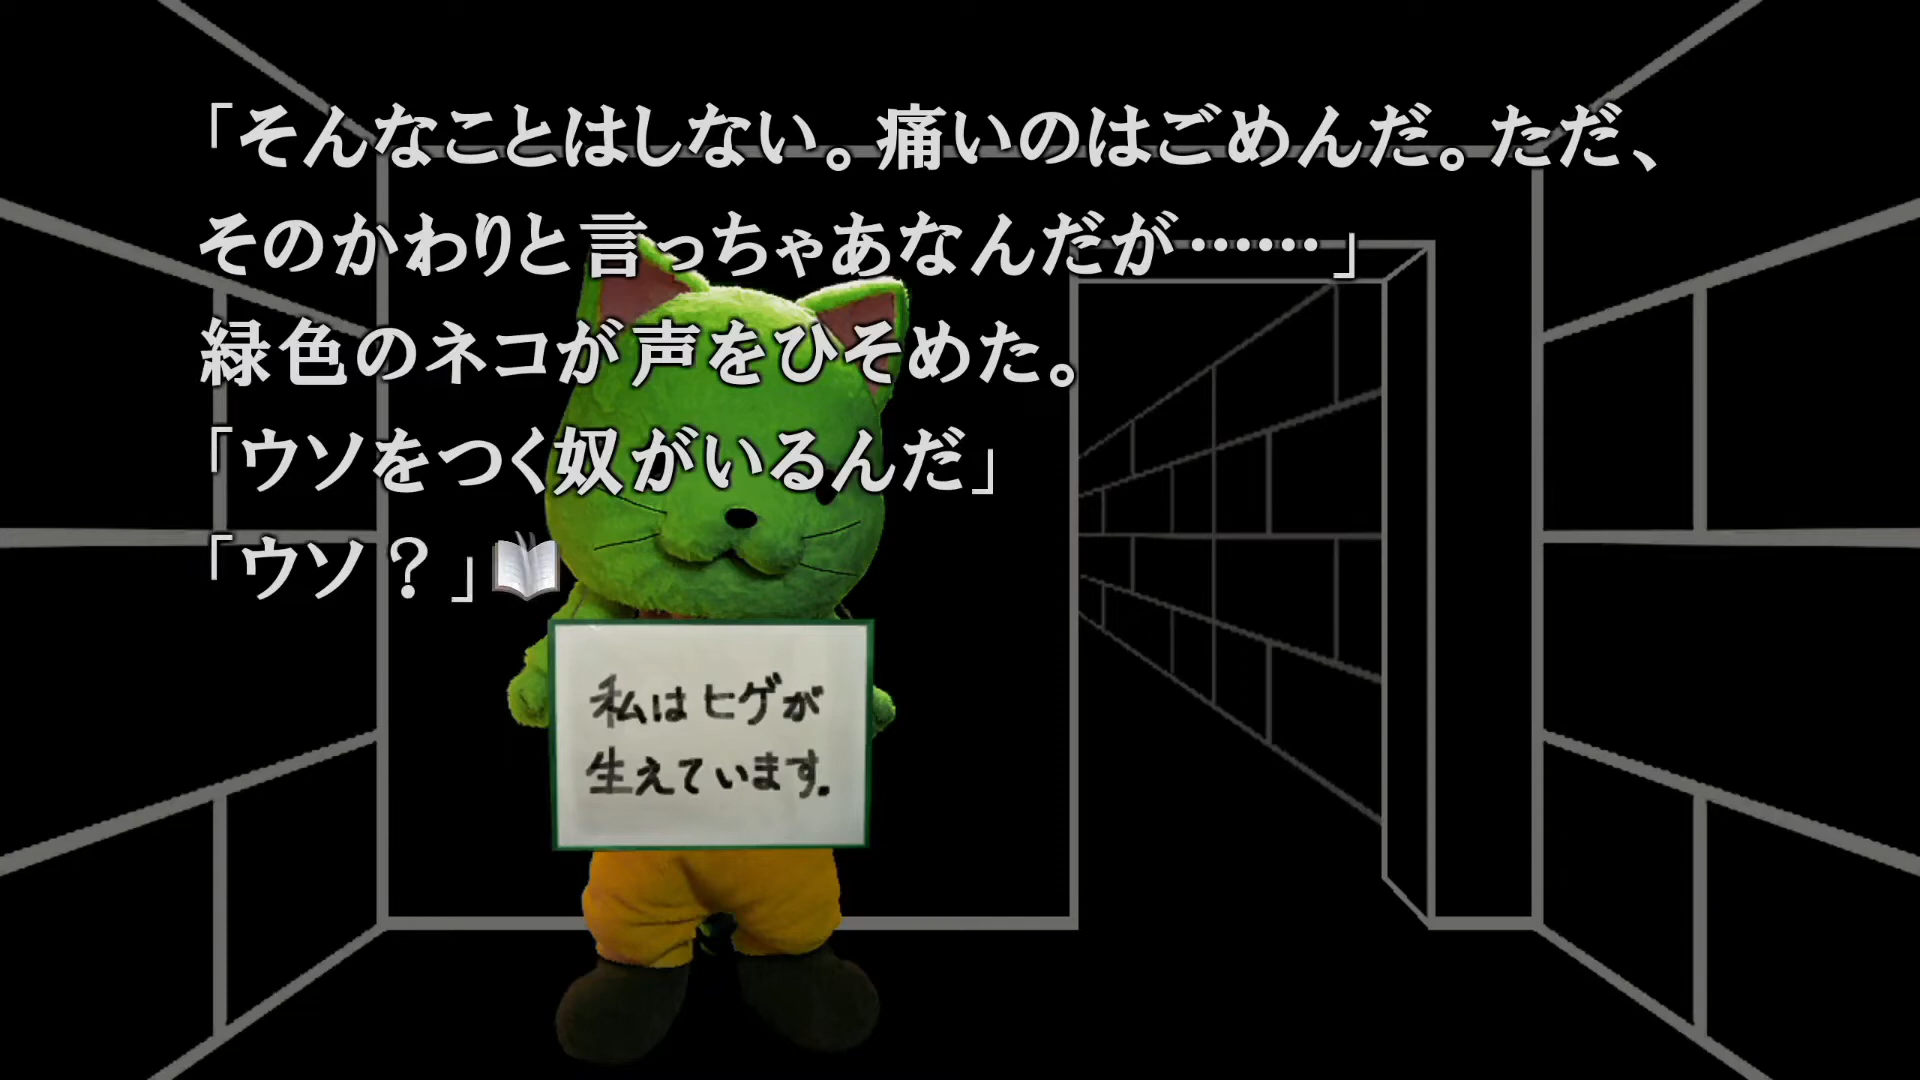 「そんなことはしない。痛いのはごめんだ。ただ、
そのかわりと言っちゃあなんだが……」
緑色のネコが声をひそめた。
「ウソをつく奴がいるんだ」
「ウソ？」
私はヒゲが
生えています。